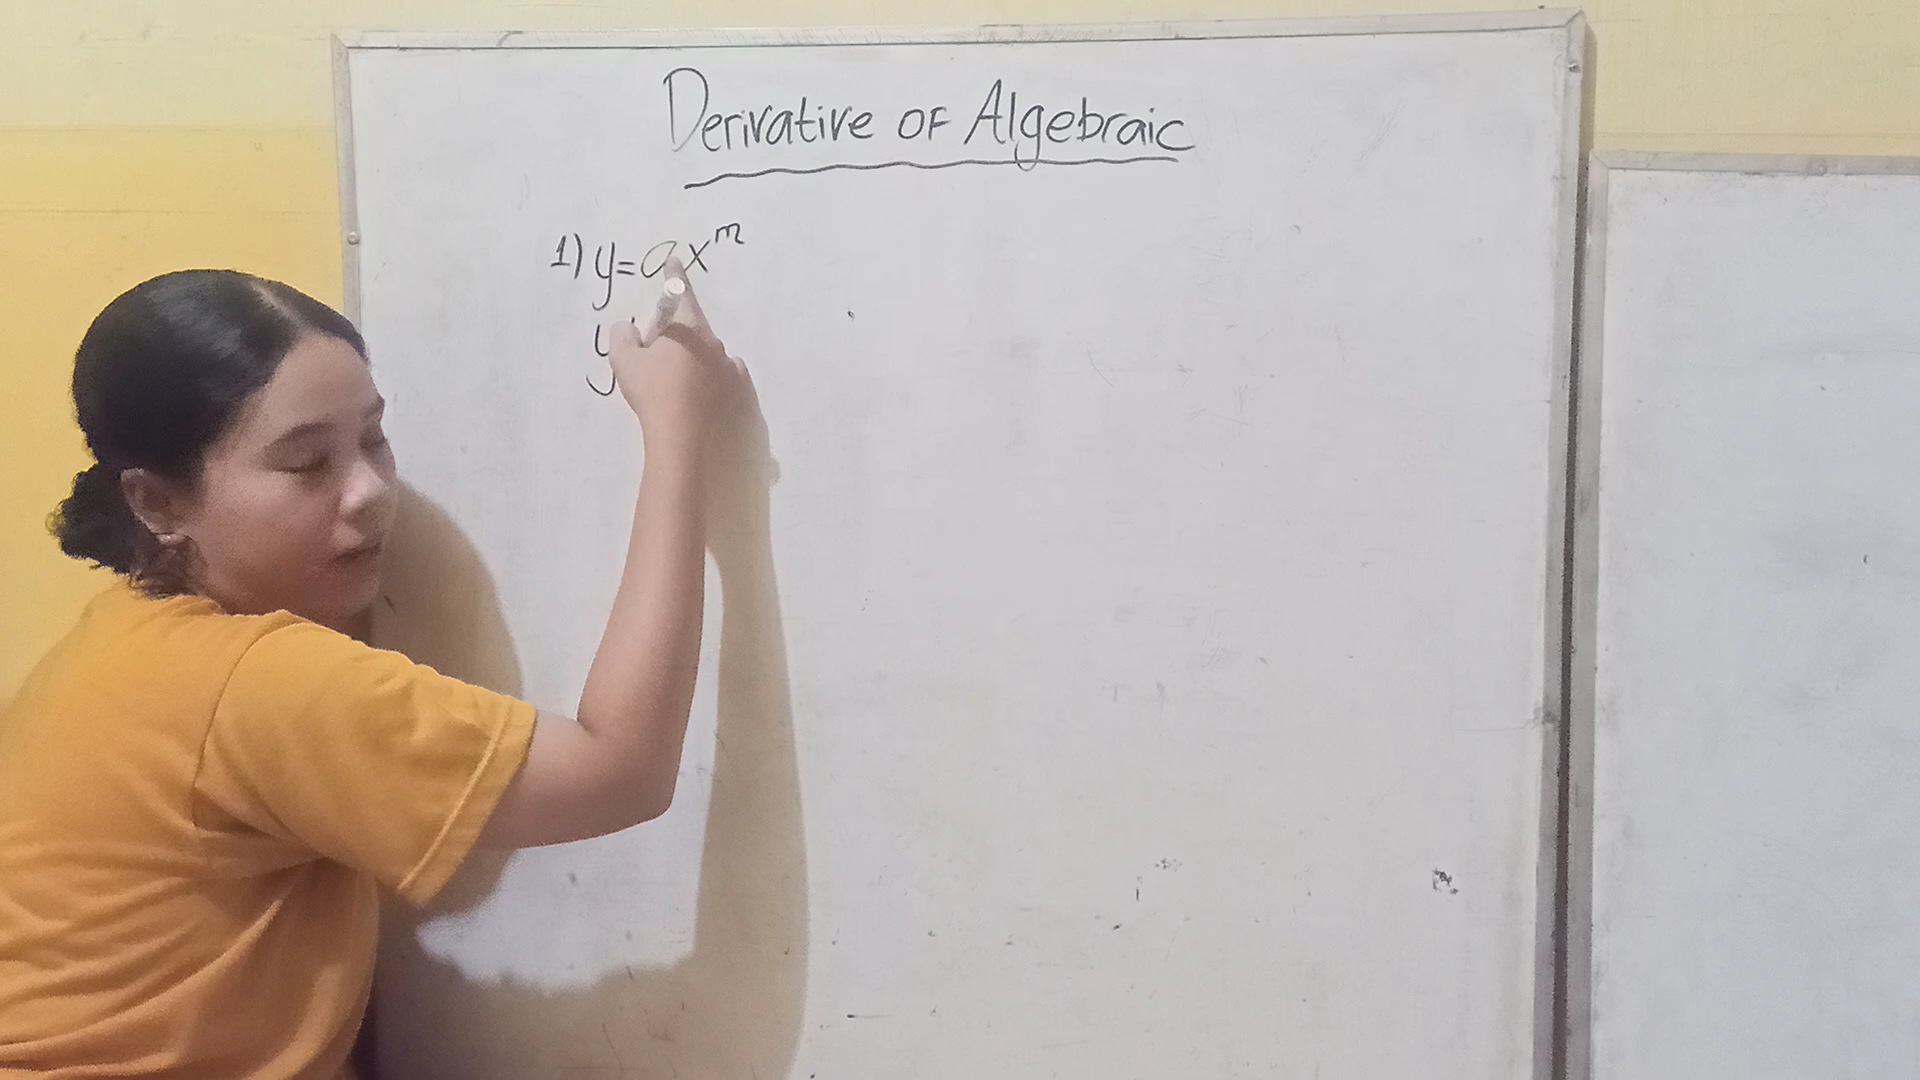 Derivative OF Algebraic
1) y=ax^m
y'